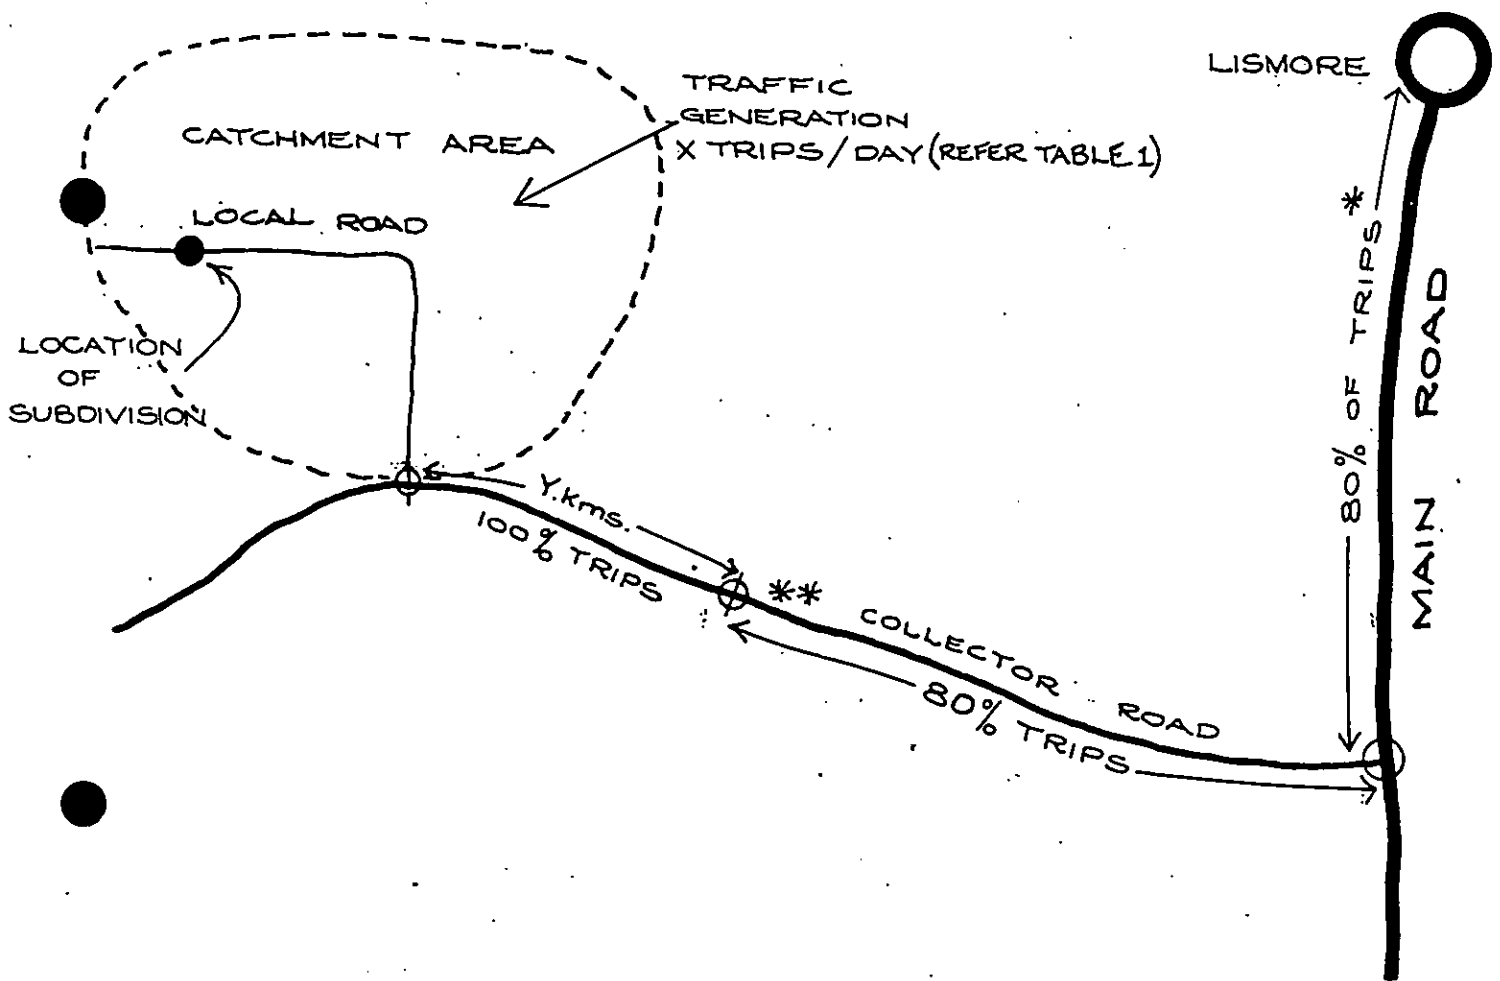 LISMORE
TRAFFIC
GENERATION
X TRIPS/DAY (REFER TABLE 1)
CATCHMENT AREA
LOCAL ROAD
LOCATION
OF
SUBDIVISION
80% OF TRIPS *
MAIN ROAD
Y.Kms.
100% TRIPS
**
COLLECTOR ROAD
80% TRIPS